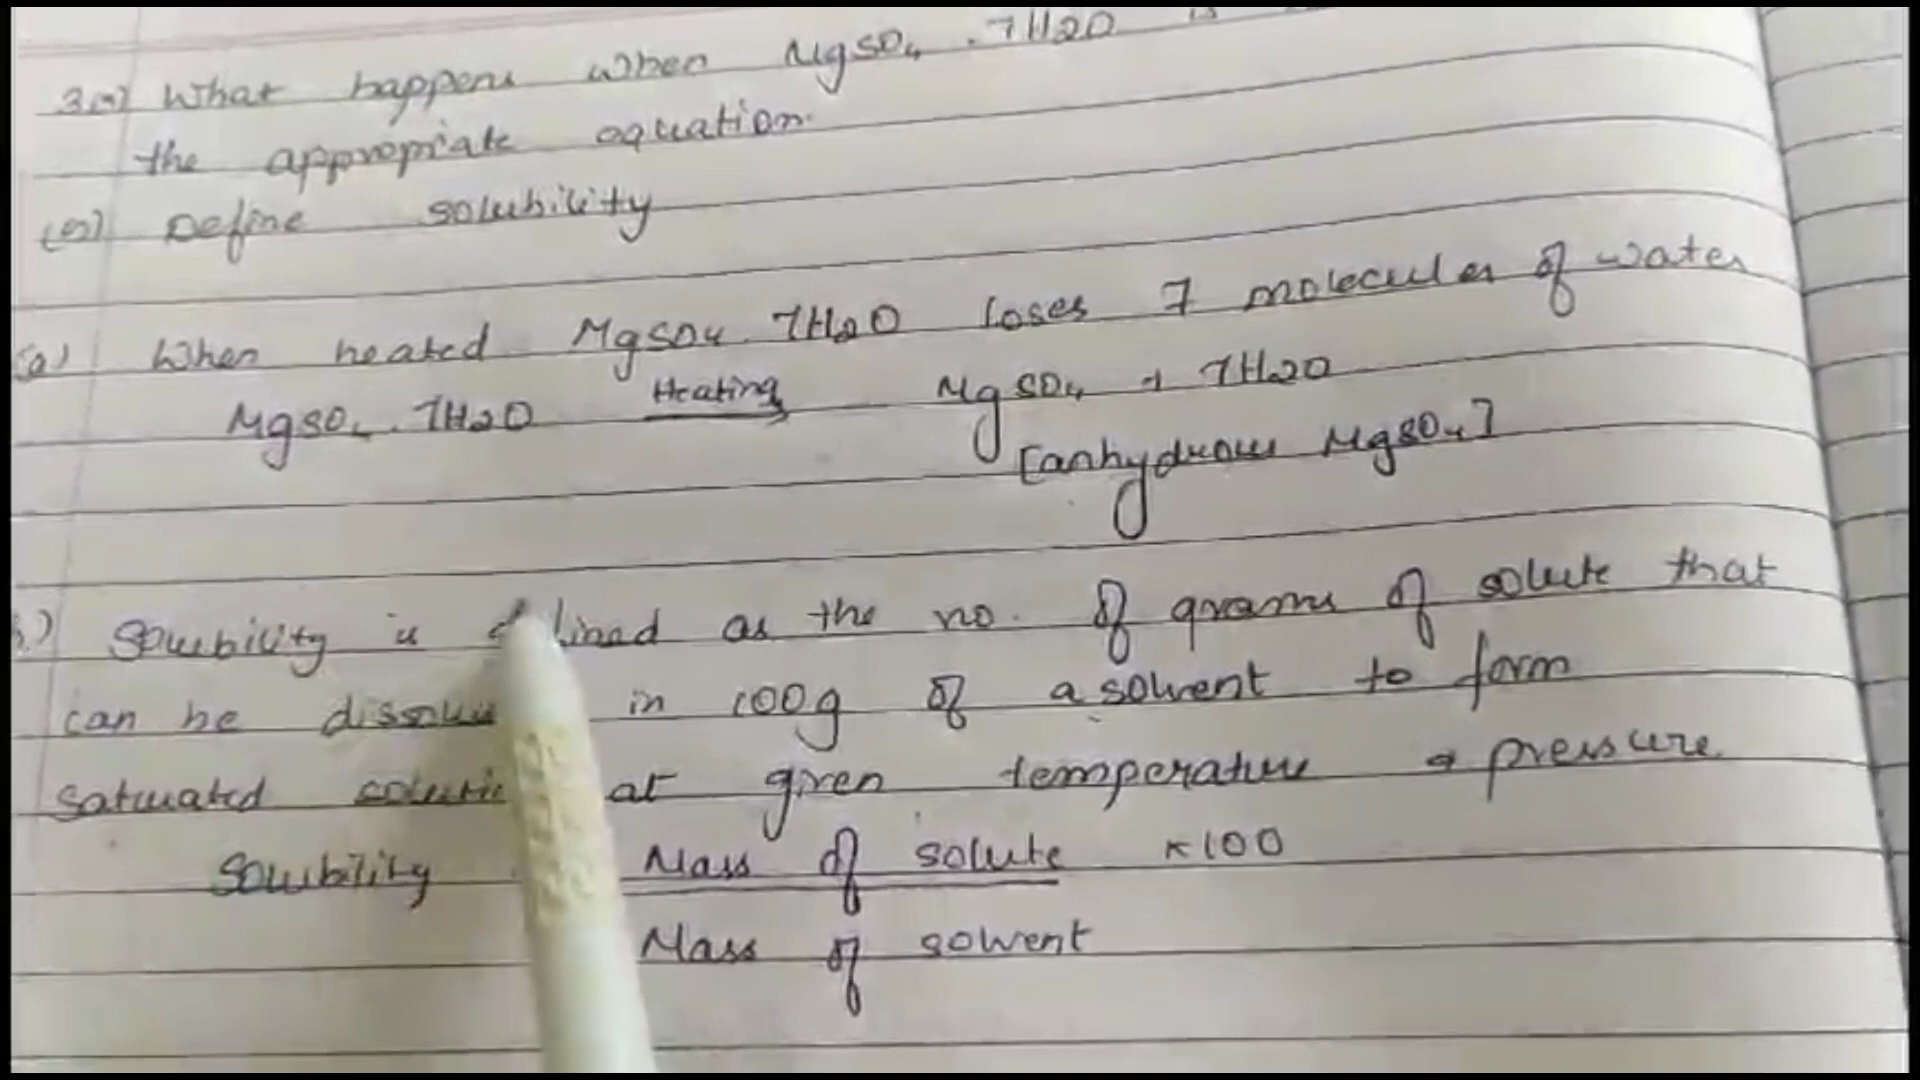 3(a) What happens when MgSO4 . 7H2O is
the appropriate equation.
(b) Define solubility
(a) When heated MgSO4. 7H2O loses 7 molecules of water
MgSO4. 7H2O Heating MgSO4 + 7H2O
[anhydrous MgSO4]
b.) Solubility is defined as the no. of grams of solute that
can be in 100g of a solvent to form
saturated at given temperature & pressure.
Solubility Mass of solute ×100
Mass of solvent